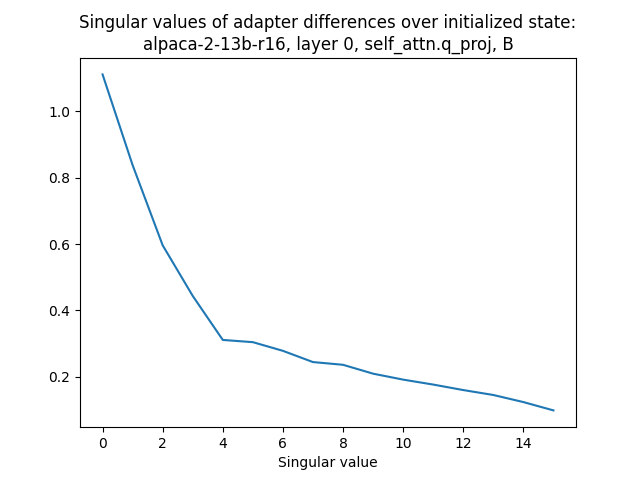 Singular values of adapter differences over initialized state:
alpaca-2-13b-r16, layer 0, self_attn.q_proj, B
1.0
0.8
0.6
0.4
0.2
0 2 4 6 8 10 12 14
Singular value